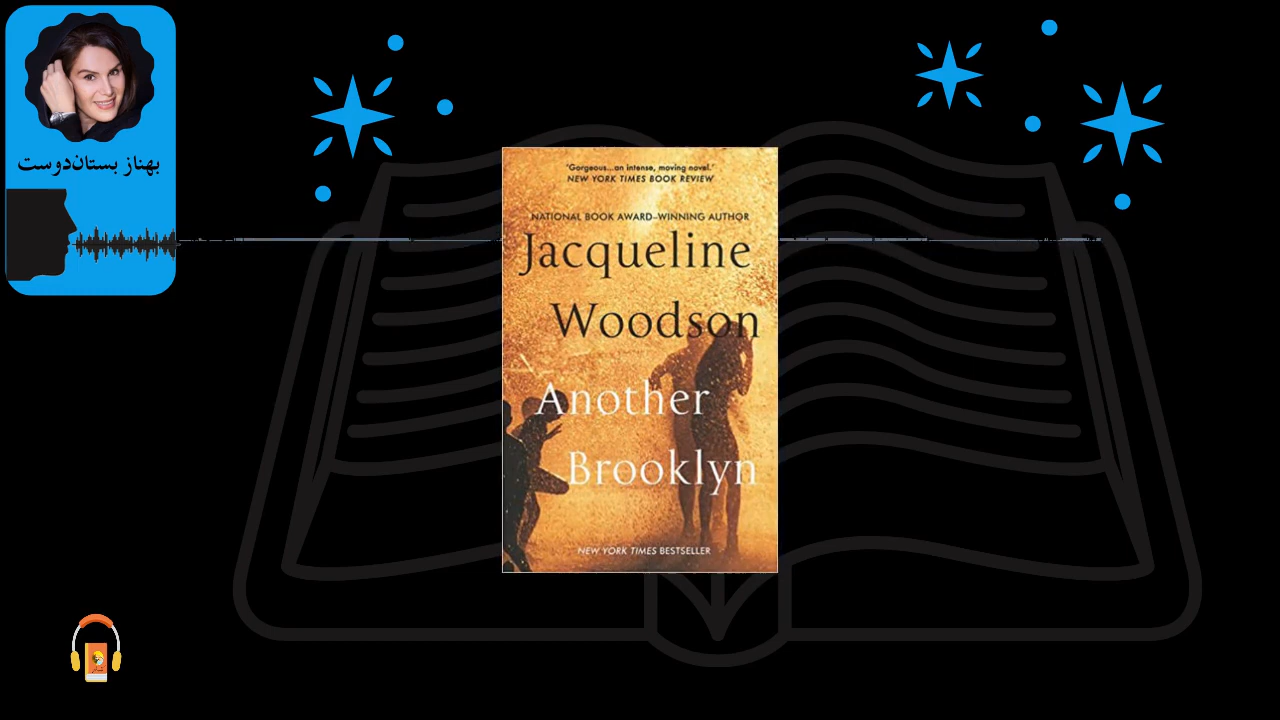 بهناز بستان‌دوست
'Gorgeous...an intense, moving novel.'
NEW YORK TIMES BOOK REVIEW
NATIONAL BOOK AWARD–WINNING AUTHOR
Jacqueline
Woodson
Another
Brooklyn
NEW YORK TIMES BESTSELLER